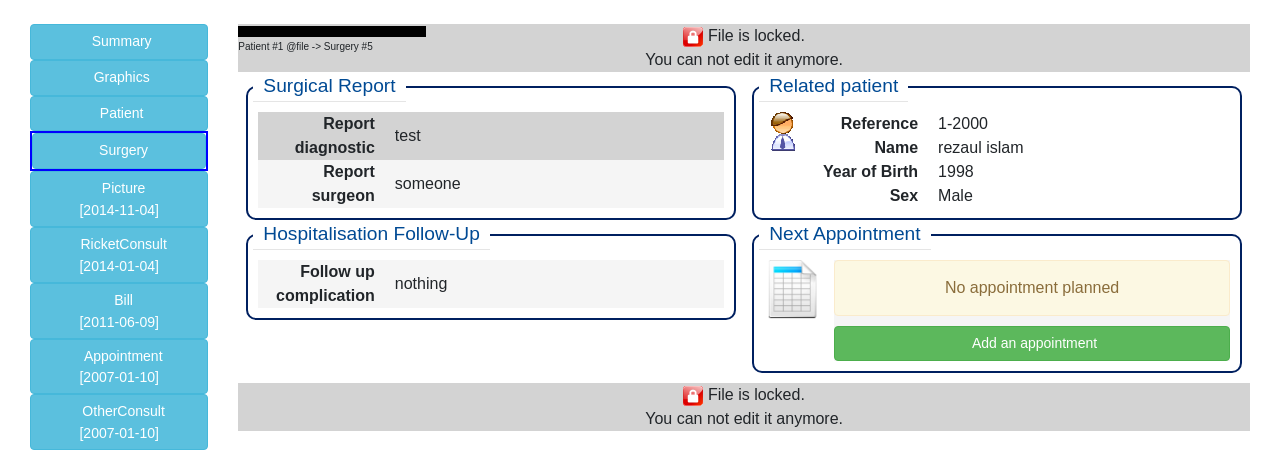 Summary
Graphics
Patient
Surgery
Picture
[2014-11-04]
RicketConsult
[2014-01-04]
Bill
[2011-06-09]
Appointment
[2007-01-10]
OtherConsult
[2007-01-10]
Patient #1 @file -> Surgery #5
File is locked.
You can not edit it anymore.
Surgical Report
Report diagnostic
test
Report surgeon
someone
Hospitalisation Follow-Up
Follow up complication
nothing
Related patient
Reference 1-2000
Name rezaul islam
Year of Birth 1998
Sex Male
Next Appointment
No appointment planned
Add an appointment
File is locked.
You can not edit it anymore.